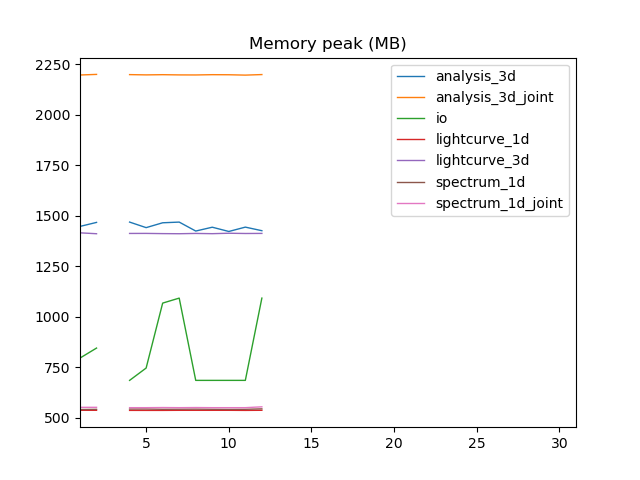 Memory peak (MB)
2250
2000
1750
1500
1250
1000
750
500
5
10
15
20
25
30
analysis_3d
analysis_3d_joint
io
lightcurve_1d
lightcurve_3d
spectrum_1d
spectrum_1d_joint